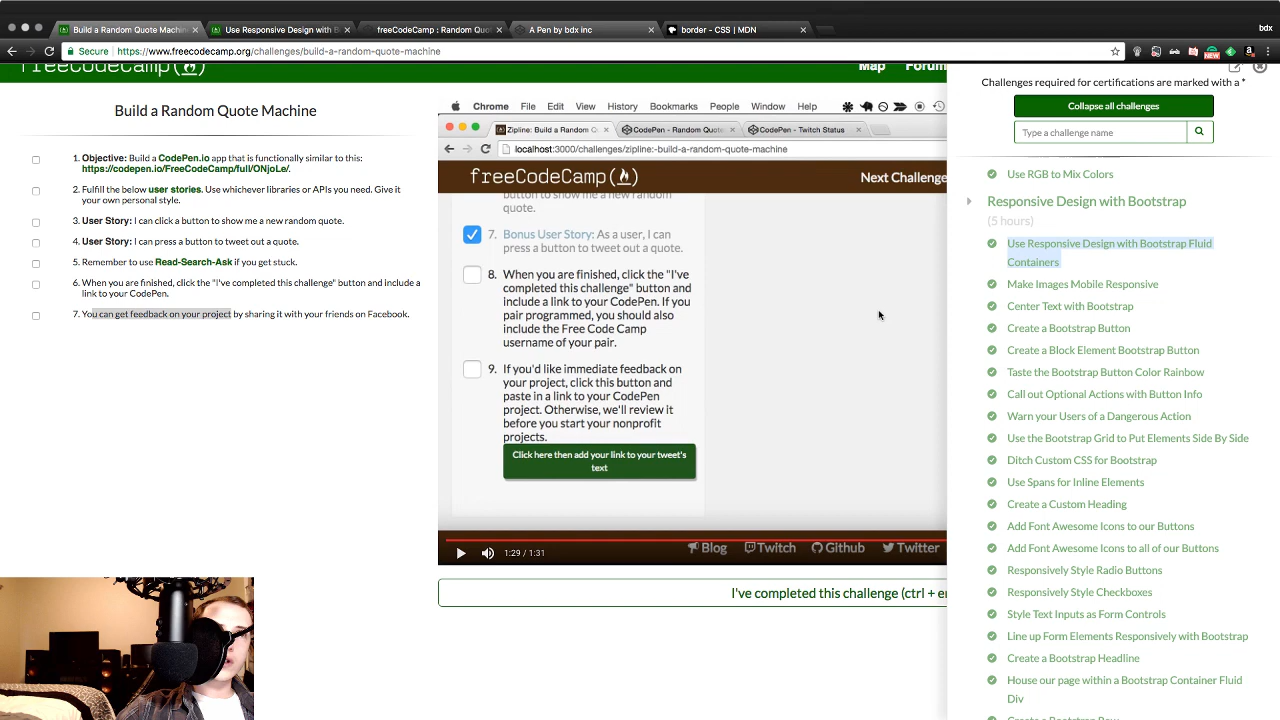 Build a Random Quote Machin
Use Responsive Design with B
freeCodeCamp : Random Quo
A Pen by bdx inc
border - CSS | MDN
bdx
Secure
https://www.freecodecamp.org/challenges/build-a-random-quote-machine
NEW
freeCodeCamp
Map
Forum
Build a Random Quote Machine
1. Objective: Build a CodePen.io app that is functionally similar to this:
https://codepen.io/FreeCodeCamp/full/ONjoLe/.
2. Fulfill the below user stories. Use whichever libraries or APIs you need. Give it
your own personal style.
3. User Story: I can click a button to show me a new random quote.
4. User Story: I can press a button to tweet out a quote.
5. Remember to use Read-Search-Ask if you get stuck.
6. When you are finished, click the "I've completed this challenge" button and include a
link to your CodePen.
7. You can get feedback on your project by sharing it with your friends on Facebook.
Chrome File Edit View History Bookmarks People Window Help
Zipline: Build a Random Q
CodePen - Random Quote
CodePen - Twitch Status
localhost:3000/challenges/zipline:-build-a-random-quote-machine
freeCodeCamp
Next Challenge
button to show me a new random
quote.
7. Bonus User Story: As a user, I can
press a button to tweet out a quote.
8. When you are finished, click the "I've
completed this challenge" button and
include a link to your CodePen. If you
pair programmed, you should also
include the Free Code Camp
username of your pair.
9. If you'd like immediate feedback on
your project, click this button and
paste in a link to your CodePen
project. Otherwise, we'll review it
before you start your nonprofit
projects.
Click here then add your link to your tweet's
text
1:29 / 1:31
Blog Twitch Github Twitter
I've completed this challenge (ctrl + en
Challenges required for certifications are marked with a *
Collapse all challenges
Type a challenge name
Use RGB to Mix Colors
Responsive Design with Bootstrap
(5 hours)
Use Responsive Design with Bootstrap Fluid
Containers
Make Images Mobile Responsive
Center Text with Bootstrap
Create a Bootstrap Button
Create a Block Element Bootstrap Button
Taste the Bootstrap Button Color Rainbow
Call out Optional Actions with Button Info
Warn your Users of a Dangerous Action
Use the Bootstrap Grid to Put Elements Side By Side
Ditch Custom CSS for Bootstrap
Use Spans for Inline Elements
Create a Custom Heading
Add Font Awesome Icons to our Buttons
Add Font Awesome Icons to all of our Buttons
Responsively Style Radio Buttons
Responsively Style Checkboxes
Style Text Inputs as Form Controls
Line up Form Elements Responsively with Bootstrap
Create a Bootstrap Headline
House our page within a Bootstrap Container Fluid
Div
Create a Bootstrap Row